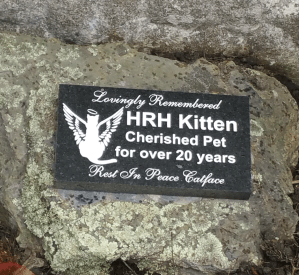 Lovingly Remembered
HRH Kitten
Cherished Pet
for over 20 years
Rest In Peace Catface